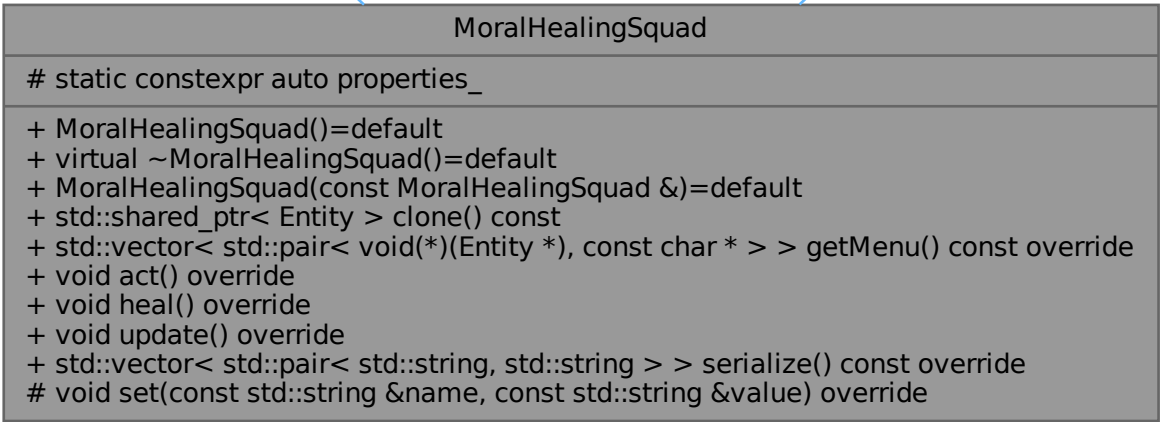 MoralHealingSquad
# static constexpr auto properties_
+ MoralHealingSquad()=default
+ virtual ~MoralHealingSquad()=default
+ MoralHealingSquad(const MoralHealingSquad &)=default
+ std::shared_ptr< Entity > clone() const
+ std::vector< std::pair< void(*)(Entity *), const char * > > getMenu() const override
+ void act() override
+ void heal() override
+ void update() override
+ std::vector< std::pair< std::string, std::string > > serialize() const override
# void set(const std::string &name, const std::string &value) override